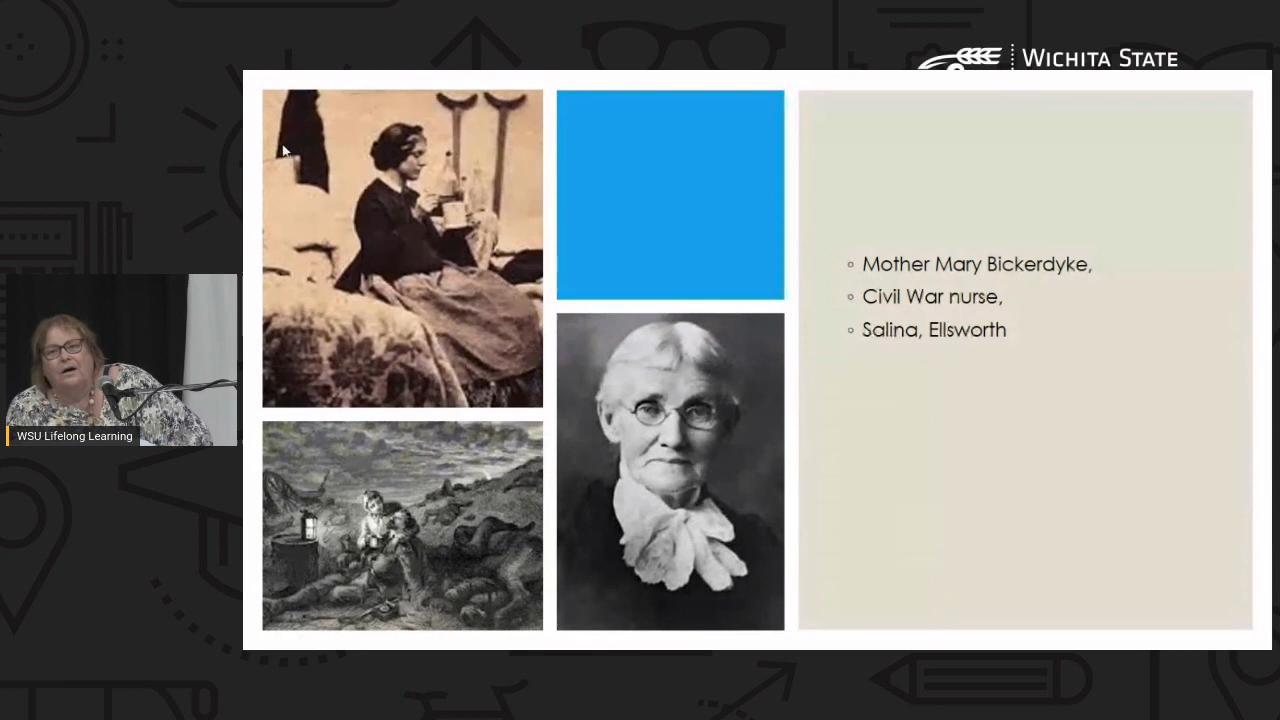 WICHITA STATE
Mother Mary Bickerdyke,
Civil War nurse,
Salina, Ellsworth
WSU Lifelong Learning